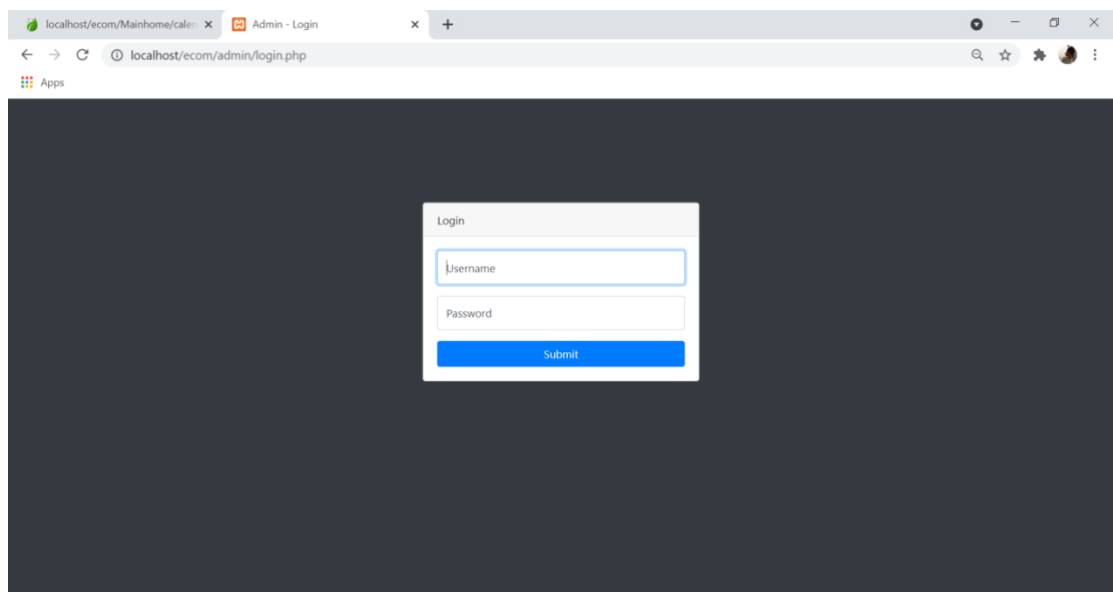 localhost/ecom/Mainhome/calen
Admin - Login
localhost/ecom/admin/login.php
Apps
Login
Username
Password
Submit